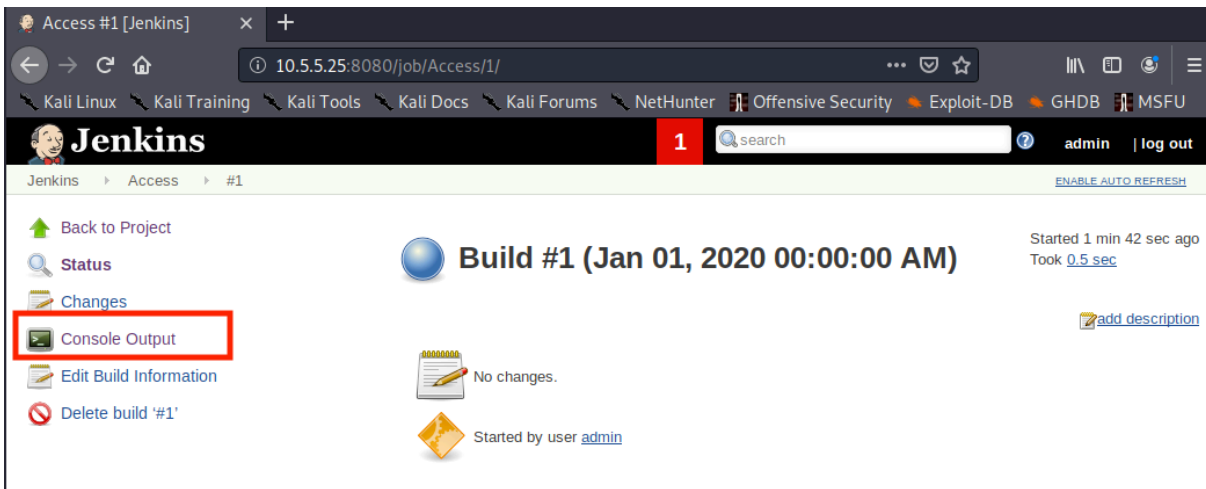 Access #1 [Jenkins]
10.5.5.25:8080/job/Access/1/
Kali Linux Kali Training Kali Tools Kali Docs Kali Forums NetHunter Offensive Security Exploit-DB GHDB MSFU
Jenkins 1 search admin | log out
Jenkins Access #1 ENABLE AUTO REFRESH
Back to Project
Status
Changes
Console Output
Edit Build Information
Delete build ‘#1’
Build #1 (Jan 01, 2020 00:00:00 AM)
Started 1 min 42 sec ago
Took 0.5 sec
add description
No changes.
Started by user admin